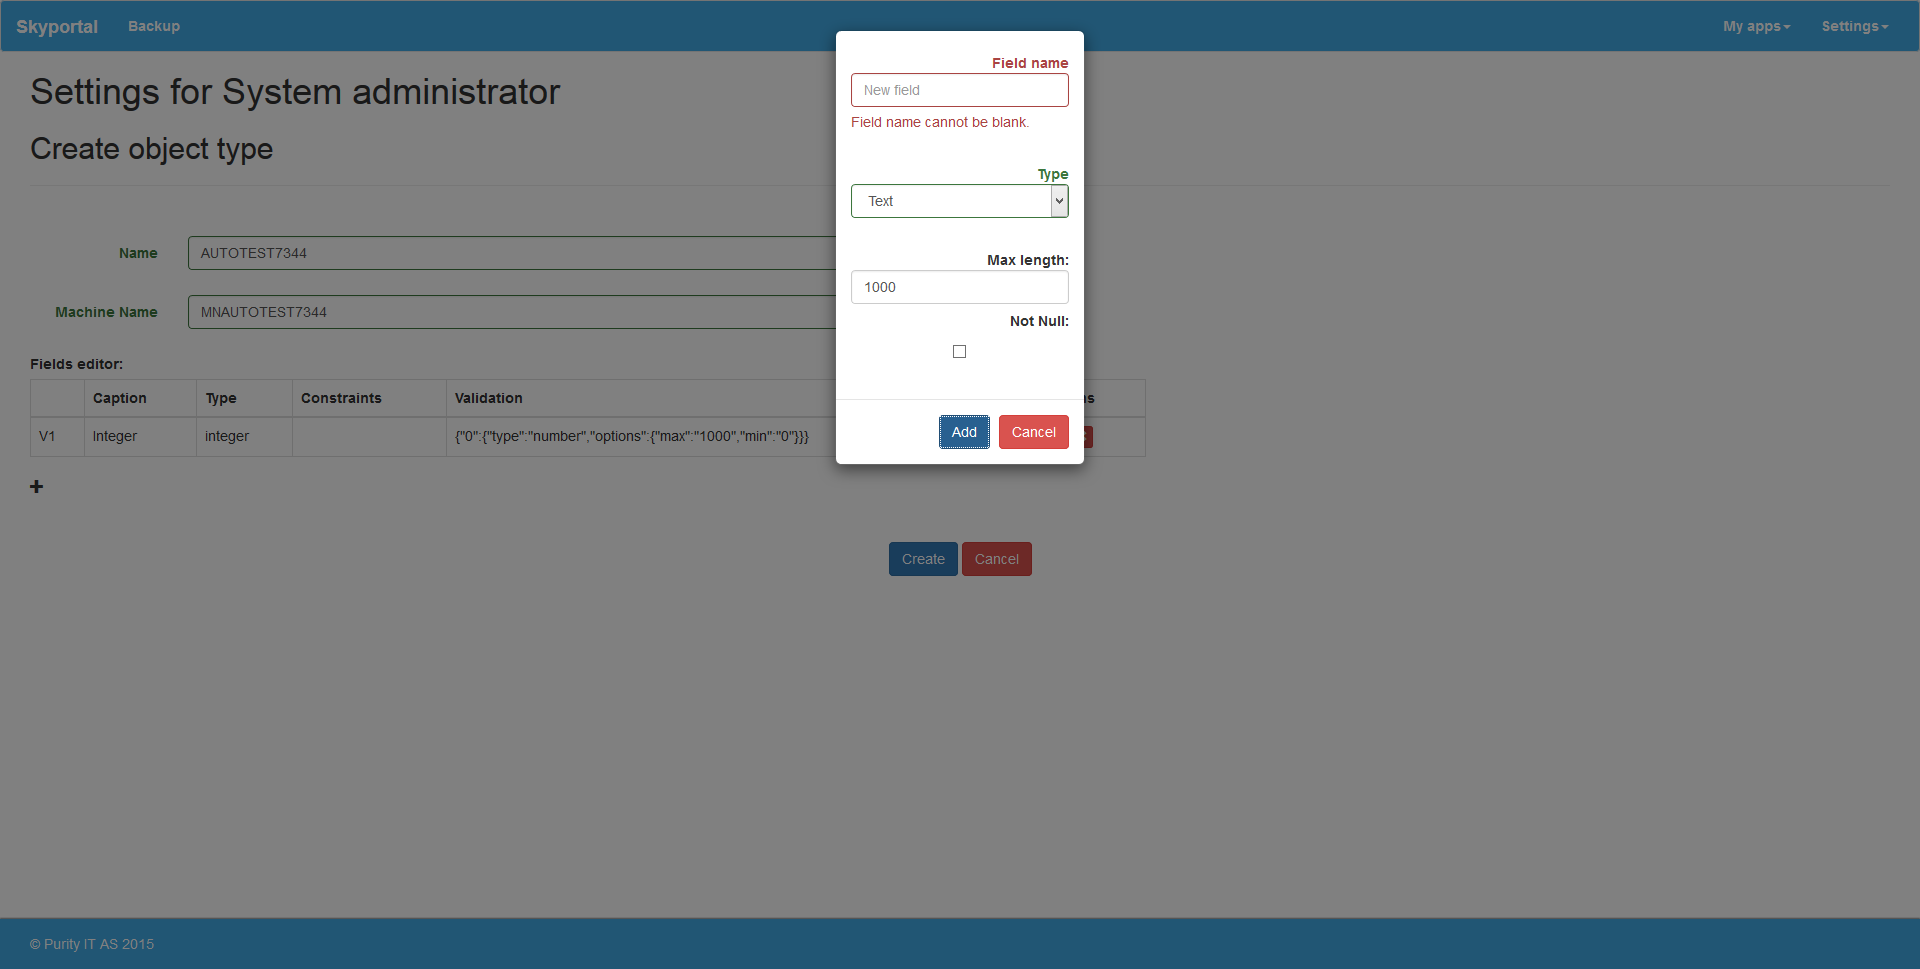 Skyportal Backup My apps Settings
Settings for System administrator
Create object type
Name AUTOTEST7344
Machine Name MNAUTOTEST7344
Fields editor:
Caption Type Constraints Validation
V1 Integer integer {"0":{"type":"number","options":{"max":"1000","min":"0"}}}
Create Cancel
Field name
New field
Field name cannot be blank.
Type
Text
Max length:
1000
Not Null:
Add Cancel
© Purity IT AS 2015